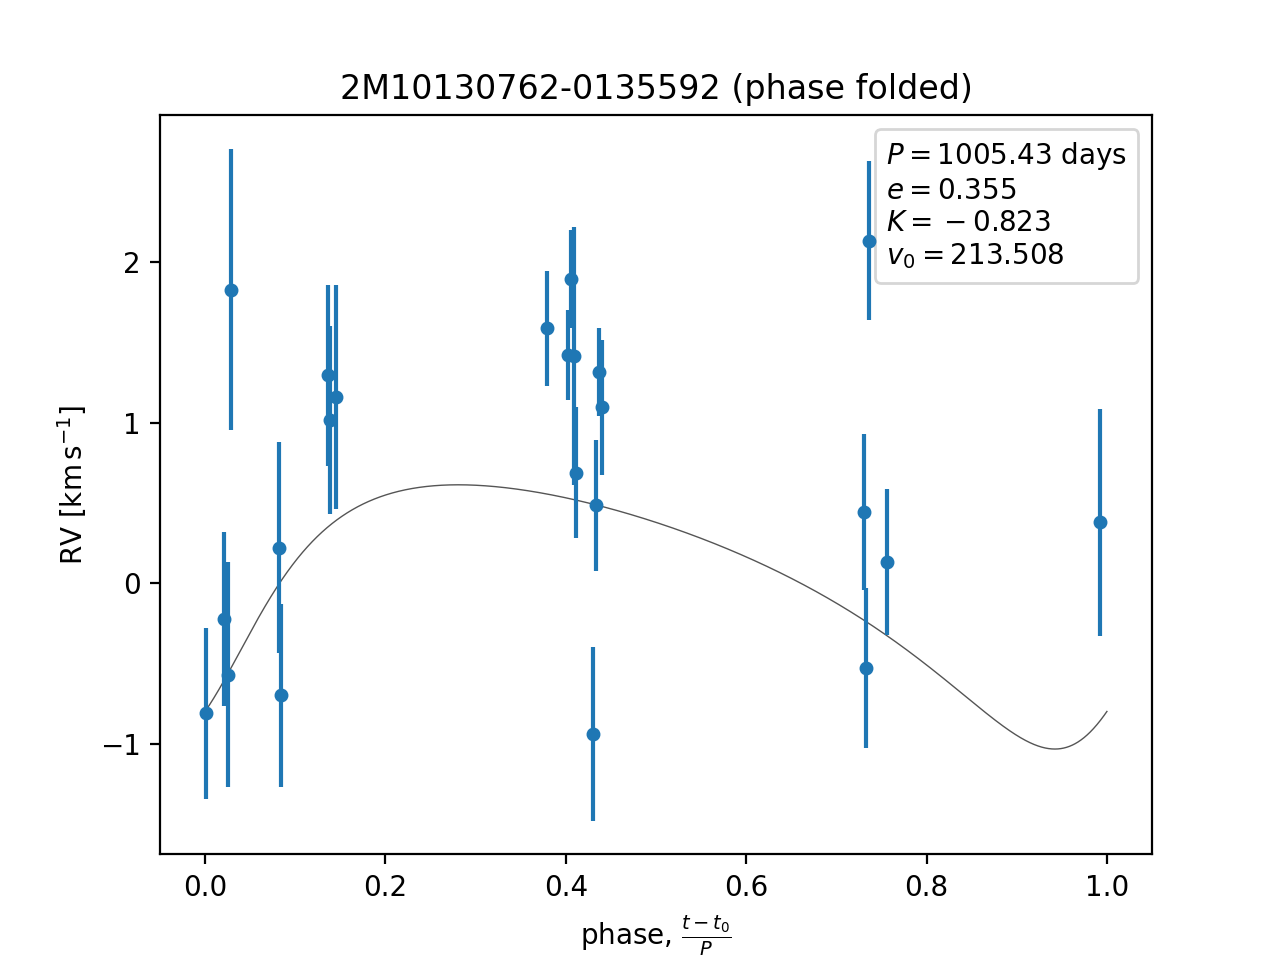 2M10130762-0135592 (phase folded)
P = 1005.43 days
e = 0.355
K = −0.823
v₀ = 213.508
2
1
0
−1
RV [km s⁻¹]
0.0 0.2 0.4 0.6 0.8 1.0
phase, (t − t₀)/P